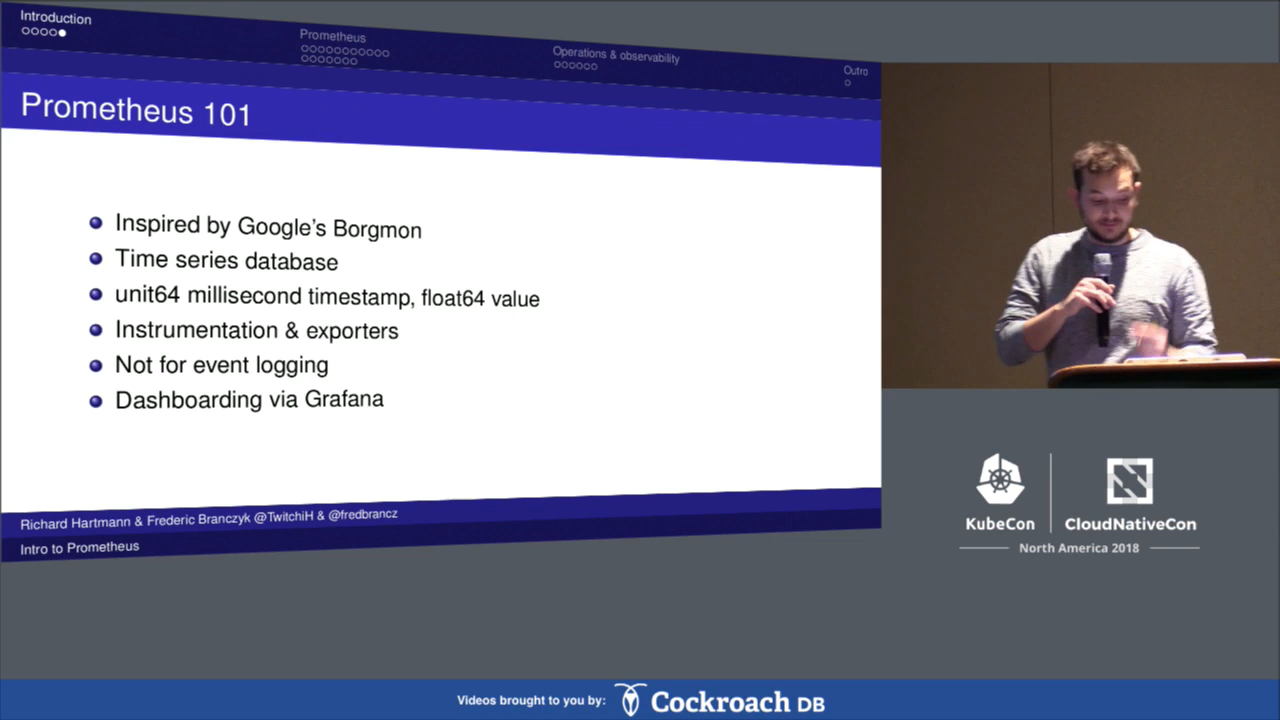 Introduction
Prometheus
Operations & observability
Outro
Prometheus 101
Inspired by Google's Borgmon
Time series database
unit64 millisecond timestamp, float64 value
Instrumentation & exporters
Not for event logging
Dashboarding via Grafana
Richard Hartmann & Frederic Branczyk @TwitchiH & @fredbrancz
Intro to Prometheus
KubeCon
CloudNativeCon
North America 2018
Videos brought to you by:
Cockroach DB